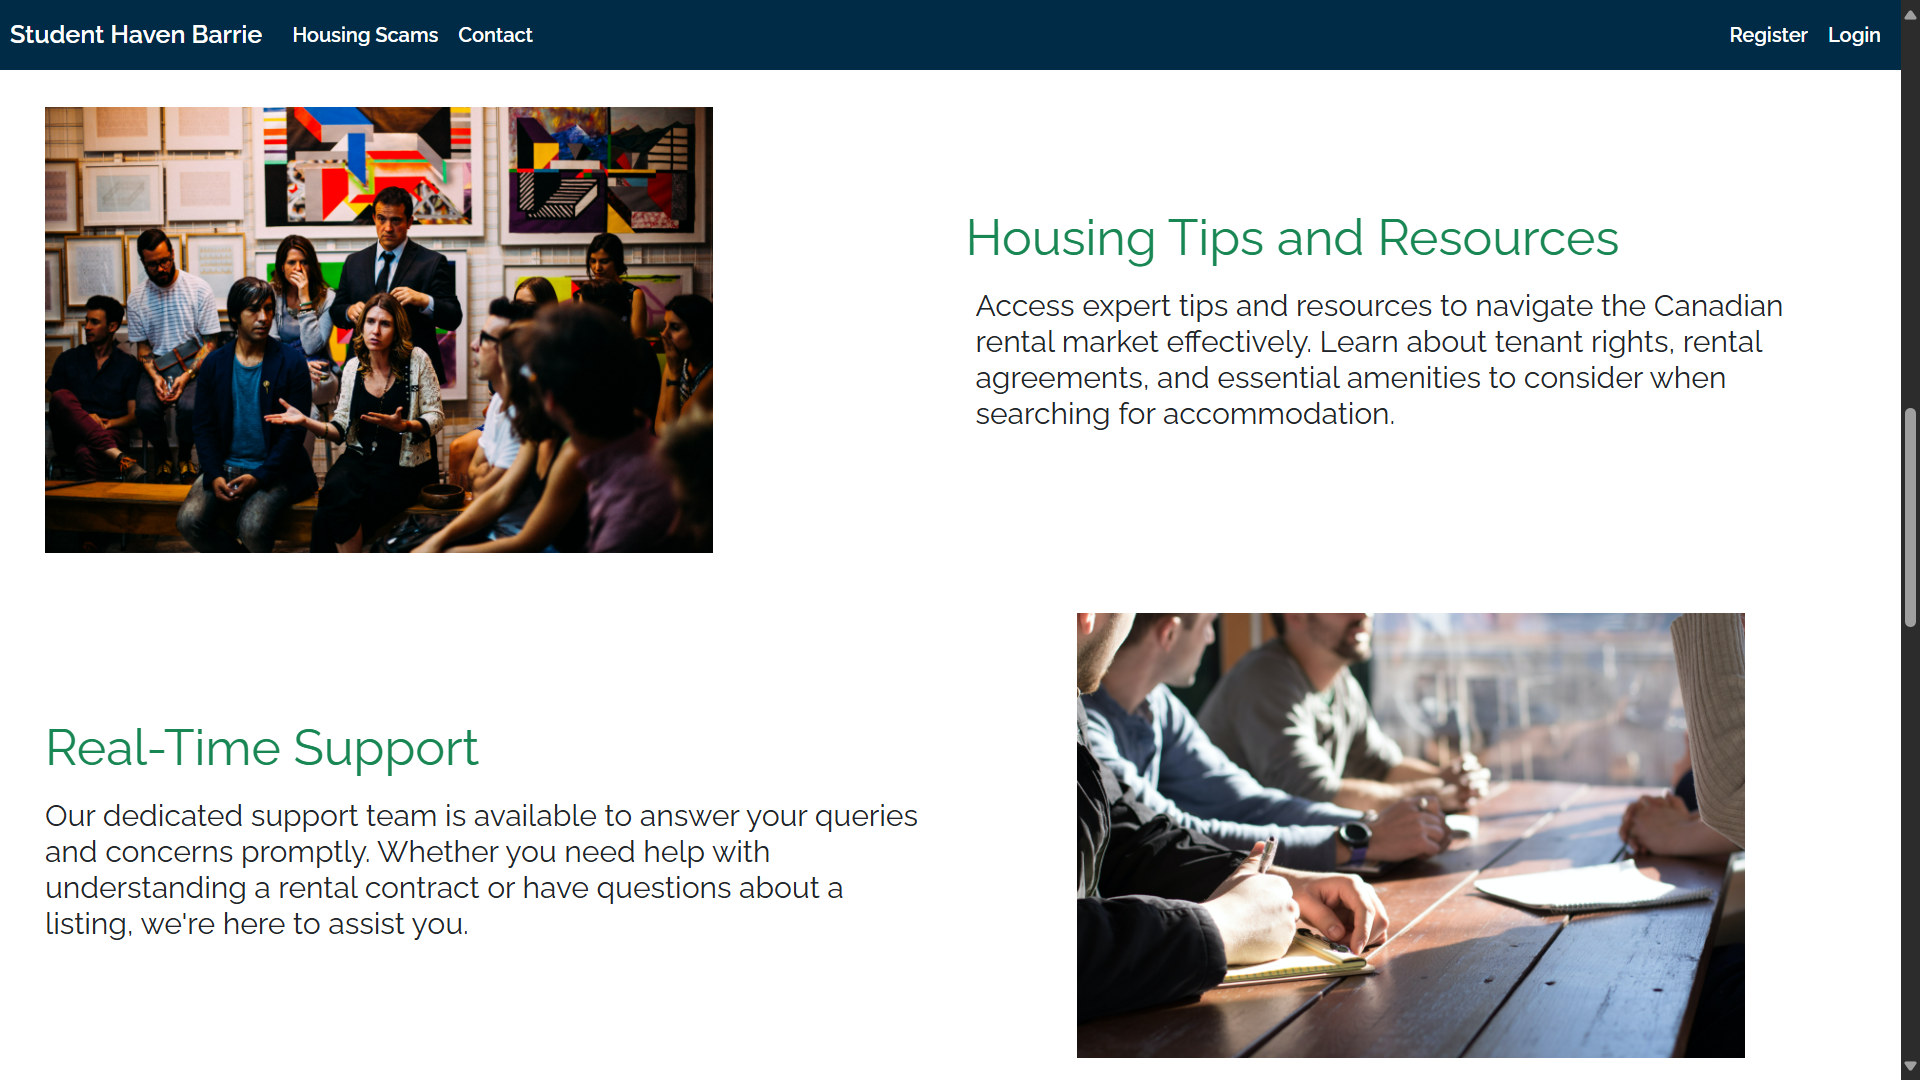 Student Haven Barrie Housing Scams Contact Register Login
Housing Tips and Resources
Access expert tips and resources to navigate the Canadian
rental market effectively. Learn about tenant rights, rental
agreements, and essential amenities to consider when
searching for accommodation.
Real-Time Support
Our dedicated support team is available to answer your queries
and concerns promptly. Whether you need help with
understanding a rental contract or have questions about a
listing, we're here to assist you.